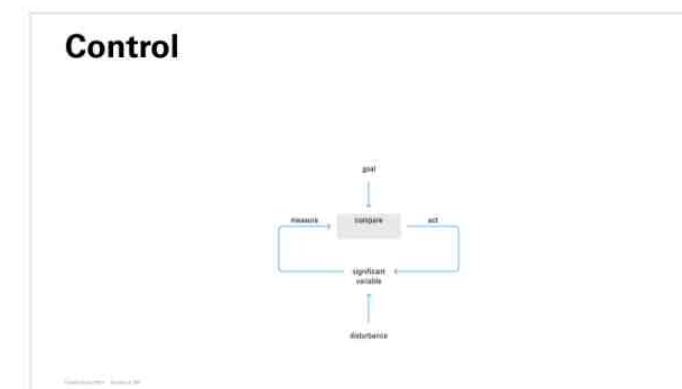 Control
goal
measure
compare
act
significant
variable
disturbance